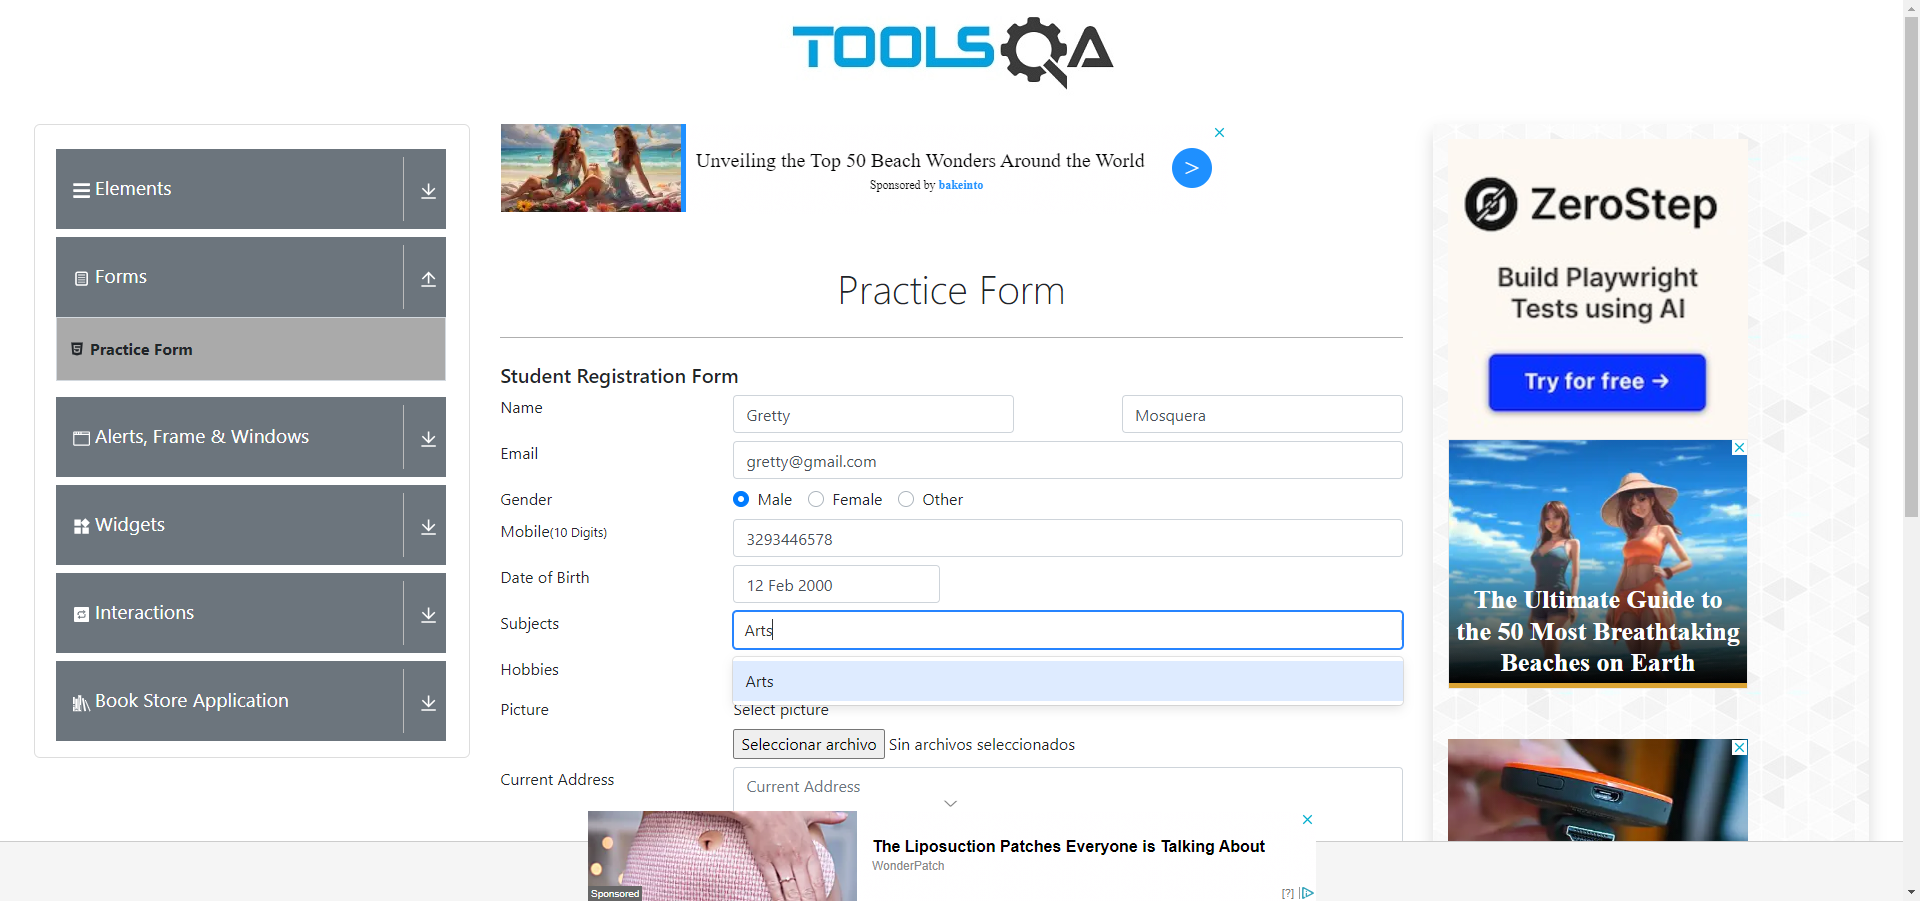 TOOLSQA
Elements
Forms
Practice Form
Alerts, Frame & Windows
Widgets
Interactions
Book Store Application
Unveiling the Top 50 Beach Wonders Around the World
Sponsored by bakeinto
>
Practice Form
Student Registration Form
Name
Gretty
Mosquera
Email
gretty@gmail.com
Gender
Male
Female
Other
Mobile(10 Digits)
3293446578
Date of Birth
12 Feb 2000
Subjects
Arts
Hobbies
Arts
Picture
Select picture
Seleccionar archivo
Sin archivos seleccionados
Current Address
Current Address
ZeroStep
Build Playwright
Tests using AI
Try for free →
The Ultimate Guide to
the 50 Most Breathtaking
Beaches on Earth
The Liposuction Patches Everyone is Talking About
WonderPatch
Sponsored
[?]